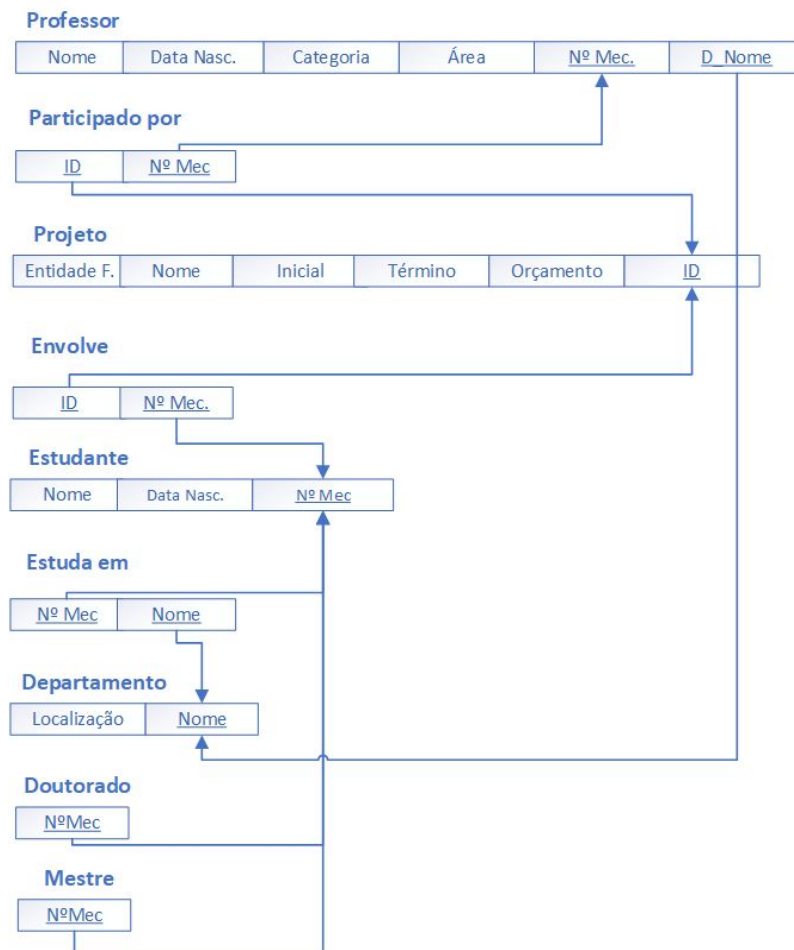 Professor
Nome Data Nasc. Categoria Área Nº Mec. D_Nome
Participado por
ID Nº Mec
Projeto
Entidade F. Nome Inicial Término Orçamento ID
Envolve
ID Nº Mec.
Estudante
Nome Data Nasc. Nº Mec
Estuda em
Nº Mec Nome
Departamento
Localização Nome
Doutorado
NºMec
Mestre
NºMec